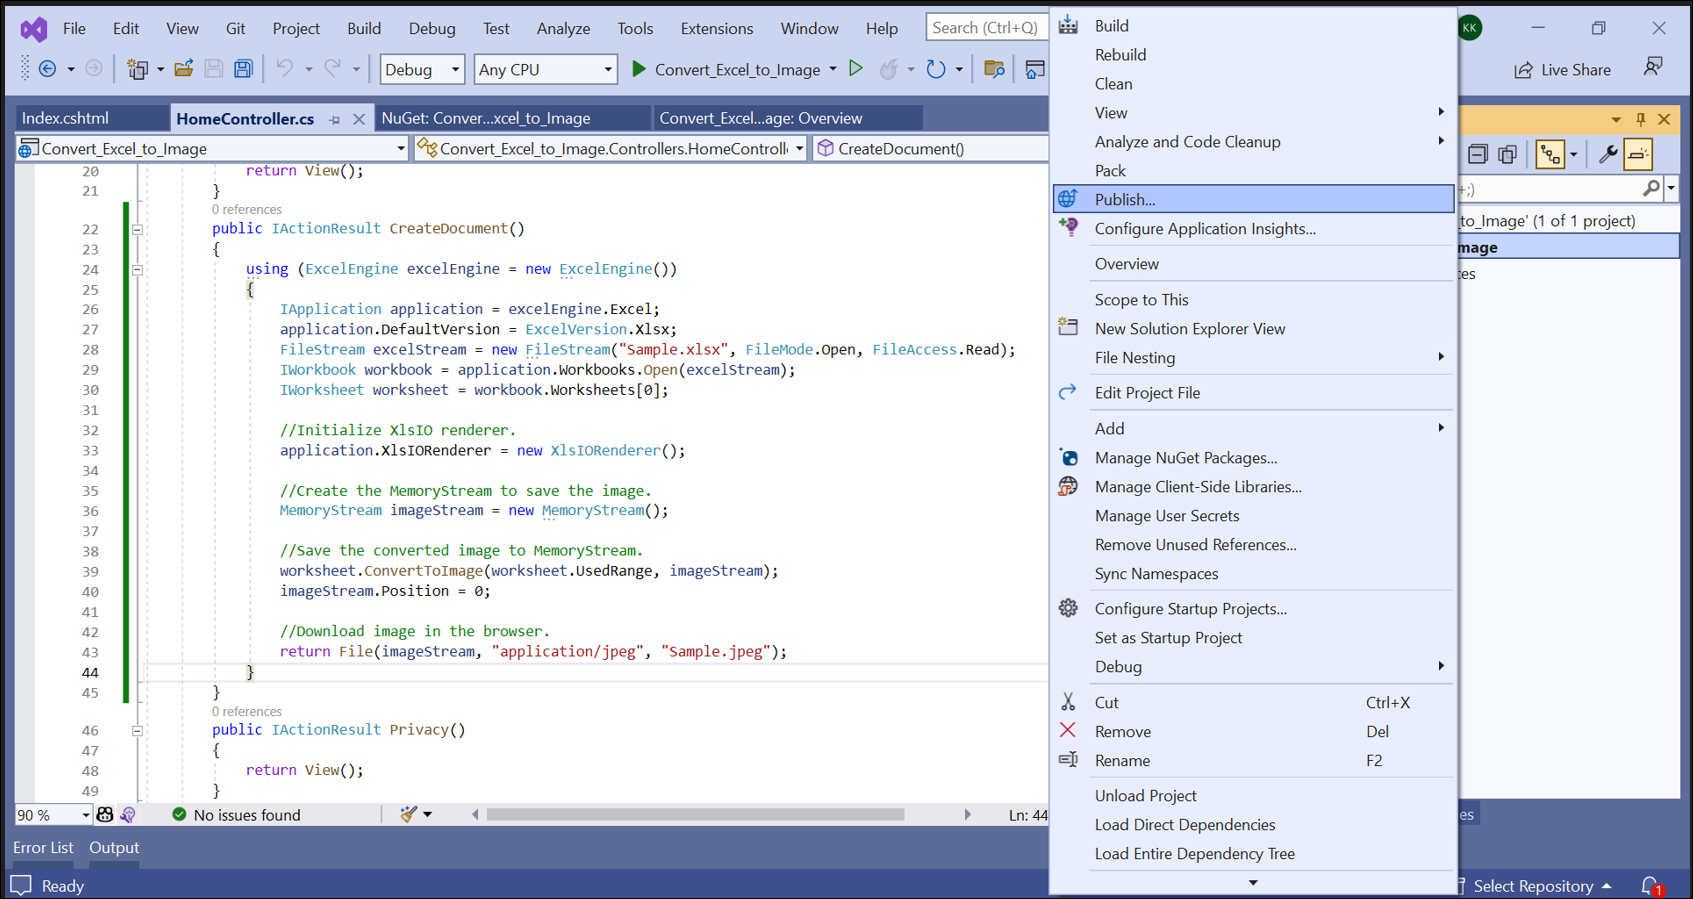 File Edit View Git Project Build Debug Test Analyze Tools Extensions Window Help Search (Ctrl+Q)
KK
Debug Any CPU Convert_Excel_to_Image
Live Share
Index.cshtml HomeController.cs NuGet: Conver...xcel_to_Image Convert_Excel...age: Overview
Convert_Excel_to_Image Convert_Excel_to_Image.Controllers.HomeControlle CreateDocument()
20 return View();
21 }
0 references
22 public IActionResult CreateDocument()
23 {
24 using (ExcelEngine excelEngine = new ExcelEngine())
25 {
26 IApplication application = excelEngine.Excel;
27 application.DefaultVersion = ExcelVersion.Xlsx;
28 FileStream excelStream = new FileStream("Sample.xlsx", FileMode.Open, FileAccess.Read);
29 IWorkbook workbook = application.Workbooks.Open(excelStream);
30 IWorksheet worksheet = workbook.Worksheets[0];
31
32 //Initialize XlsIO renderer.
33 application.XlsIORenderer = new XlsIORenderer();
34
35 //Create the MemoryStream to save the image.
36 MemoryStream imageStream = new MemoryStream();
37
38 //Save the converted image to MemoryStream.
39 worksheet.ConvertToImage(worksheet.UsedRange, imageStream);
40 imageStream.Position = 0;
41
42 //Download image in the browser.
43 return File(imageStream, "application/jpeg", "Sample.jpeg");
44 }
45 }
0 references
46 public IActionResult Privacy()
47 {
48 return View();
49 }
90 % No issues found Ln: 44
Error List Output
Ready
Build
Rebuild
Clean
View
Analyze and Code Cleanup
Pack
Publish...
Configure Application Insights...
Overview
Scope to This
New Solution Explorer View
File Nesting
Edit Project File
Add
Manage NuGet Packages...
Manage Client-Side Libraries...
Manage User Secrets
Remove Unused References...
Sync Namespaces
Configure Startup Projects...
Set as Startup Project
Debug
Cut Ctrl+X
Remove Del
Rename F2
Unload Project
Load Direct Dependencies
Load Entire Dependency Tree
+;)
_to_Image' (1 of 1 project)
mage
ces
es
Select Repository 1